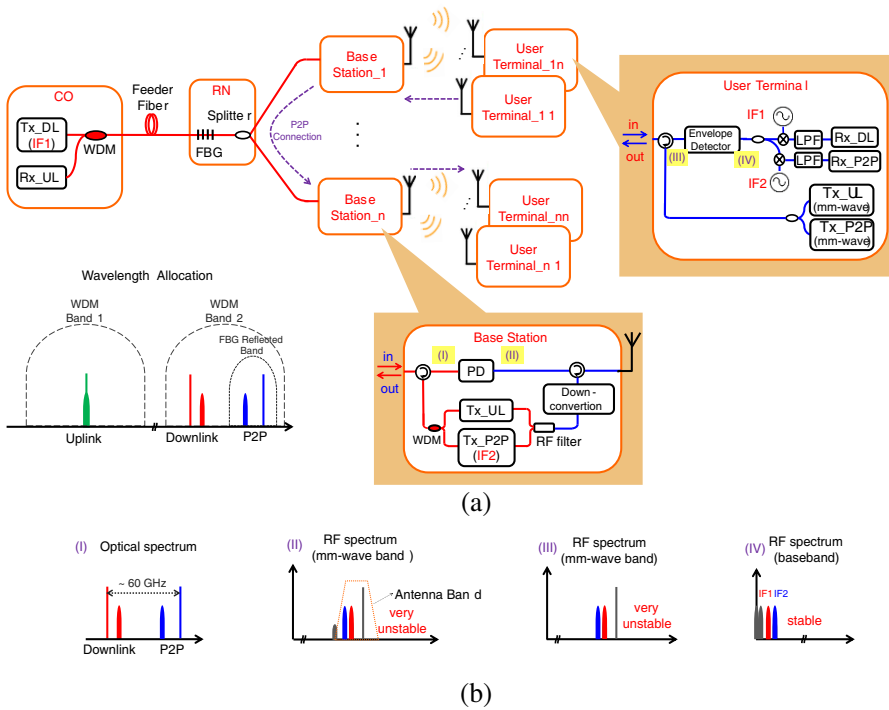 CO
Tx_DL
(IF1)
Rx_UL
WDM
Feeder
Fiber
RN
Splitte r
FBG
P2P
Connection
Base
Station_1
Base
Station_n
User
Terminal_1n
User
Terminal_1 1
User
Terminal_nn
User
Terminal_n 1
User Termina l
in
out
(III)
Envelope
Detector
(IV)
IF1
IF2
LPF
Rx_DL
LPF
Rx_P2P
Tx_UL
(mm-wave)
Tx_P2P
(mm-wave)
Wavelength Allocation
WDM
Band_1
WDM
Band_2
FBG Reflected
Band
Uplink
Downlink
P2P
Base Station
in
out
(I)
PD
(II)
Down-
convertion
Tx_UL
WDM
Tx_P2P
(IF2)
RF filter
(a)
(I)
Optical spectrum
~ 60 GHz
Downlink
P2P
(II)
RF spectrum
(mm-wave band )
Antenna Ban d
very
unstable
(III)
RF spectrum
(mm-wave band)
very
unstable
(IV)
RF spectrum
(baseband)
IF1
IF2
stable
(b)